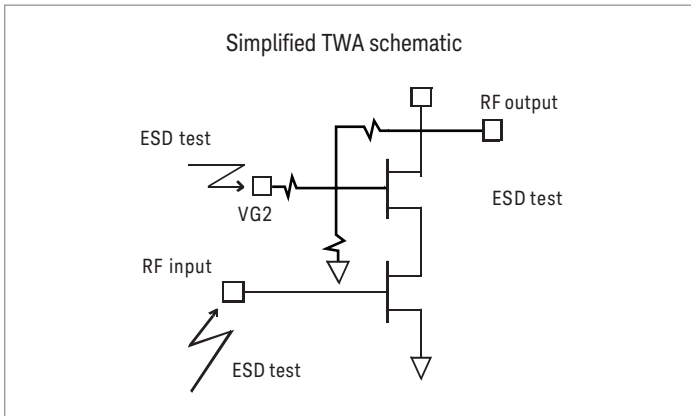 Simplified TWA schematic
RF output
ESD test
ESD test
VG2
RF input
ESD test